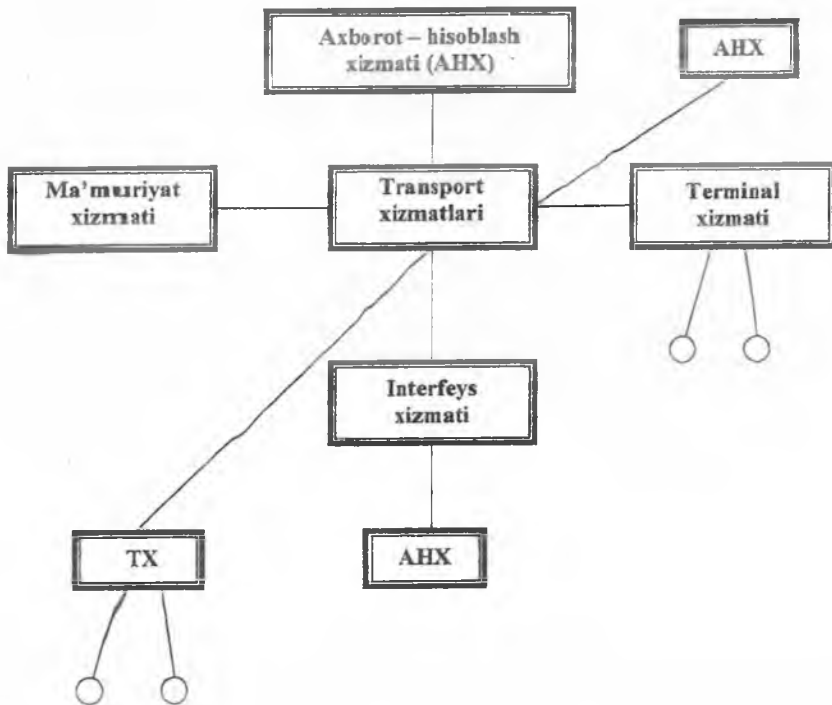 Axborot – hisoblash
xizmati (AHX)
AHX
Ma’muriyat
xizmati
Transport
xizmatlari
Terminal
xizmati
Interfeys
xizmati
TX
AHX